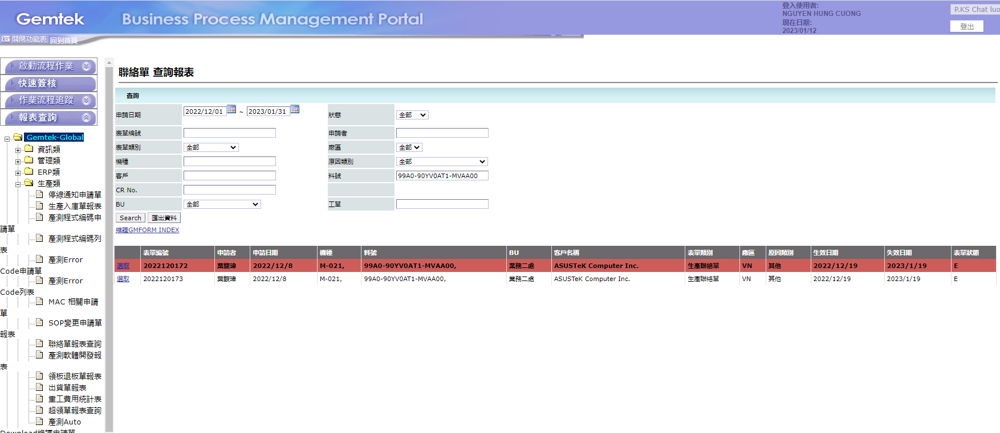 Gemtek
Business Process Management Portal
登入使用者:
NGUYEN HUNG CUONG
現在日期:
2023/01/12
P.KS Chat luo
登出
關閉功能表 回到首頁
啟動流程作業
快速簽核
作業流程追蹤
報表查詢
Gemtek-Global
資訊類
管理類
ERP類
生產類
停線通知申請單
生產入庫單報表
產測程式編碼申
請單
產測程式編碼列
表
產測Error
Code申請單
產測Error
Code列表
MAC 相關申請
單
SOP變更申請單
報表
聯絡單報表查詢
產測軟體開發報
表
領板退板單報表
出貨單報表
重工費用統計表
超領單報表查詢
產測Auto
Download維護申請單
聯絡單 查詢報表
查詢
申請日期 2022/12/01 ~ 2023/01/31 狀態 全部
表單編號 申請者
表單類別 全部 廠區 全部
機種 原因類別 全部
客戶 料號 99A0-90YV0AT1-MVAA00
CR No.
BU 全部 工單
Search 匯出資料
維護GMFORM INDEX
表單編號 申請者 申請日期 機種 料號 BU 客戶名稱 表單類別 廠區 原因類別 生效日期 失效日期 表單狀態
選取 2022120172 葉馥瑋 2022/12/8 M-021, 99A0-90YV0AT1-MVAA00, 業務二處 ASUSTeK Computer Inc. 生產聯絡單 VN 其他 2022/12/19 2023/1/19 E
選取 2022120173 葉馥瑋 2022/12/8 M-021, 99A0-90YV0AT1-MVAA00, 業務二處 ASUSTeK Computer Inc. 生產聯絡單 VN 其他 2022/12/19 2023/1/19 E